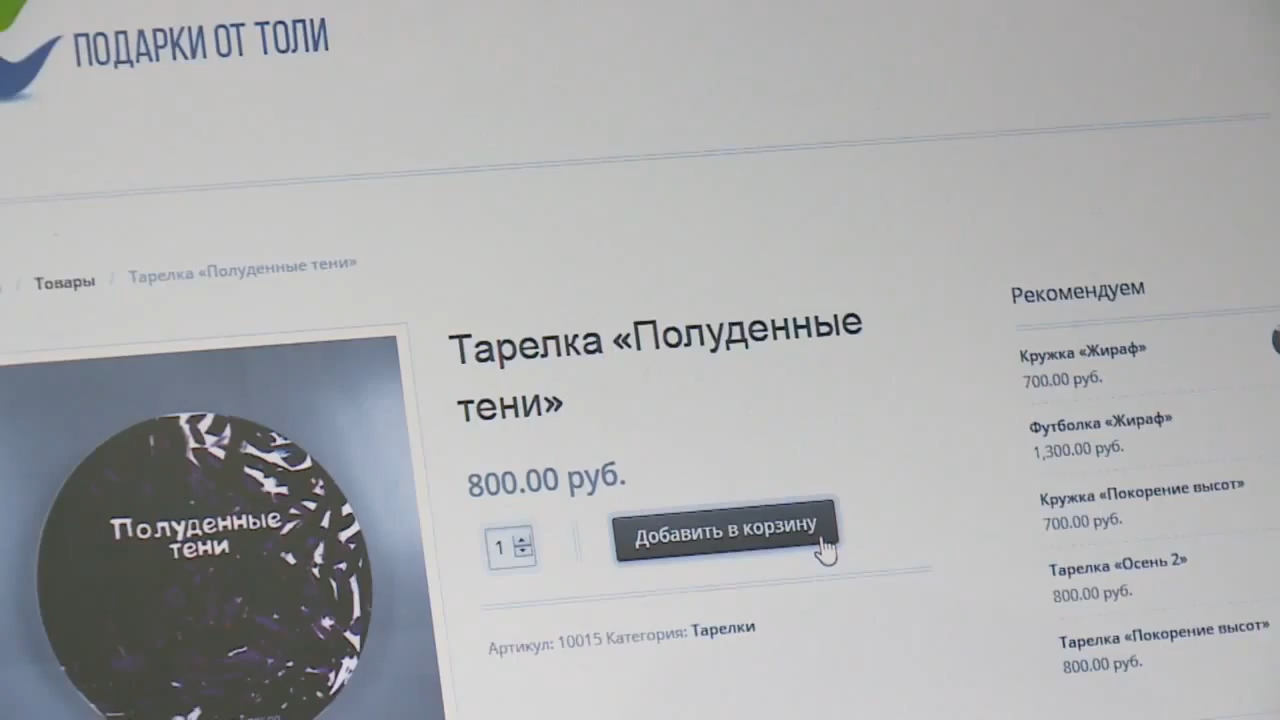 ПОДАРКИ ОТ ТОЛИ
/ Товары / Тарелка «Полуденные тени»
Полуденные
тени
Тарелка «Полуденные
тени»
800.00 руб.
1
Добавить в корзину
Артикул: 10015 Категория: Тарелки
Рекомендуем
Кружка «Жираф»
700.00 руб.
Футболка «Жираф»
1,300.00 руб.
Кружка «Покорение высот»
700.00 руб.
Тарелка «Осень 2»
800.00 руб.
Тарелка «Покорение высот»
800.00 руб.